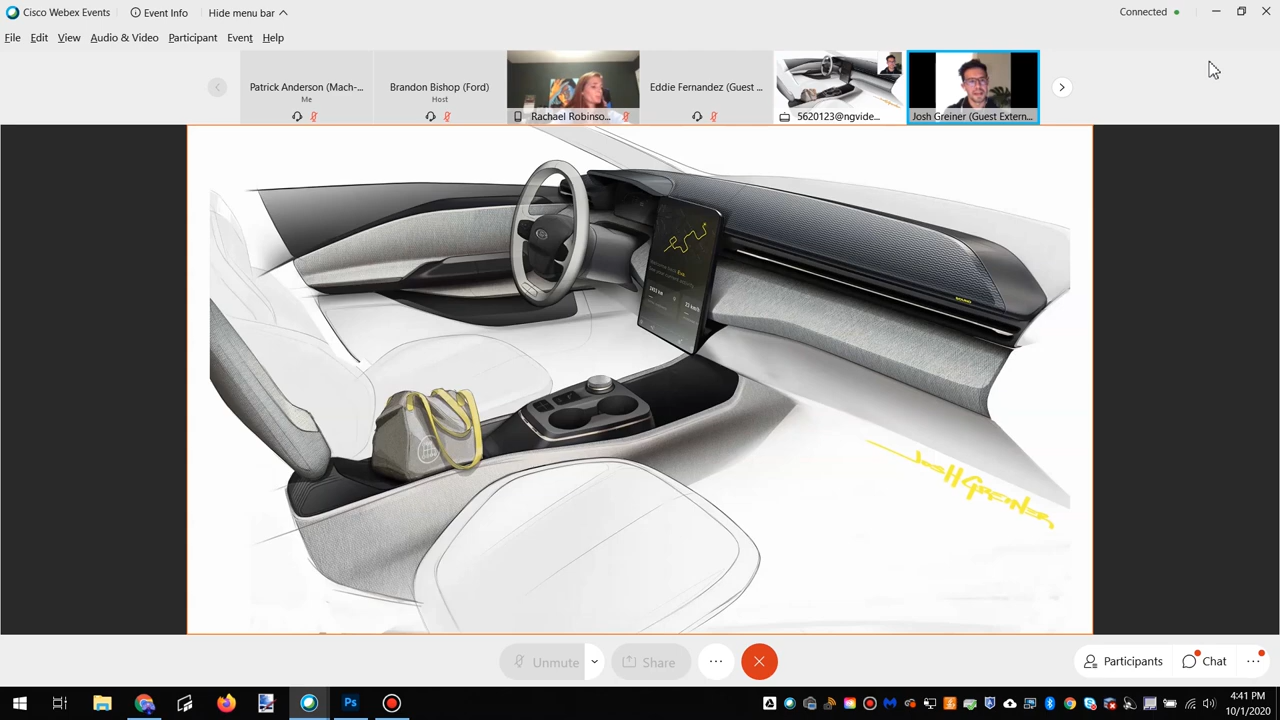 Cisco Webex Events
Event Info
Hide menu bar
Connected
File Edit View Audio & Video Participant Event Help
Patrick Anderson (Mach-...
Me
Brandon Bishop (Ford)
Host
Rachael Robinso...
Eddie Fernandez (Guest ...
5620123@ngvide...
Josh Greiner (Guest Extern...
Josh Greiner
Unmute
Share
Participants
Chat
4:41 PM
10/1/2020